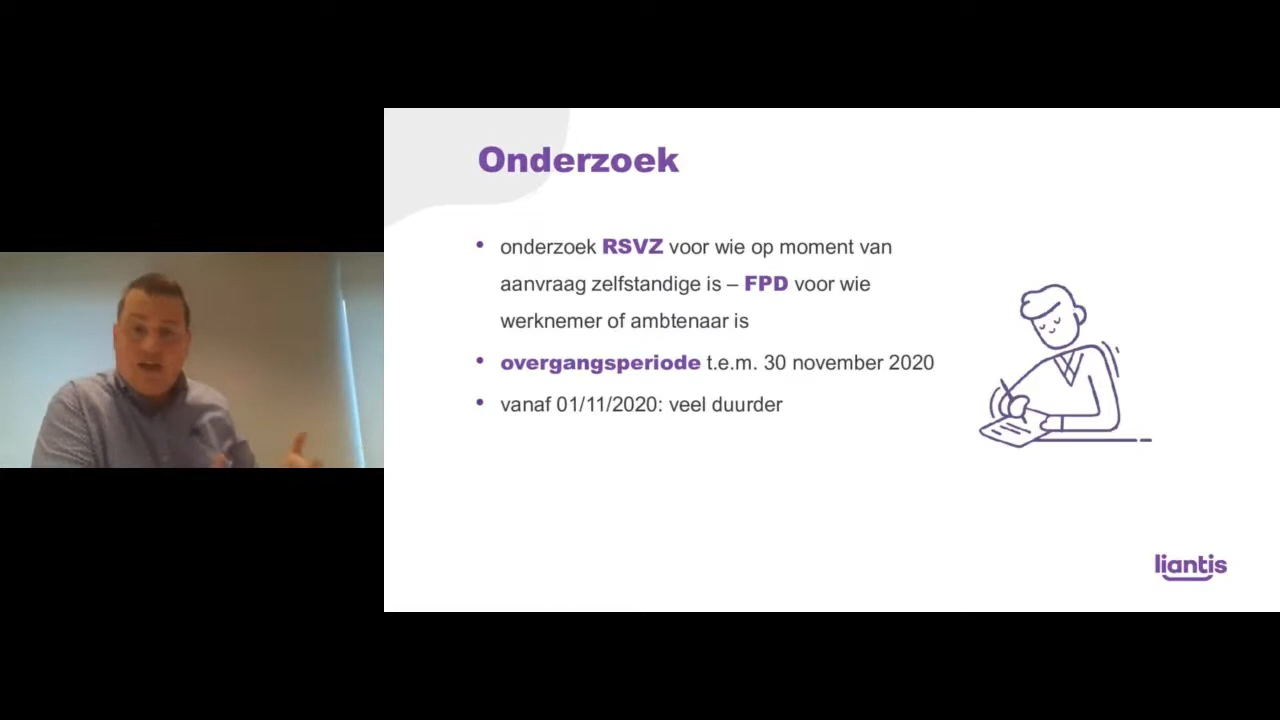 Onderzoek
• onderzoek RSVZ voor wie op moment van
aanvraag zelfstandige is – FPD voor wie
werknemer of ambtenaar is
• overgangsperiode t.e.m. 30 november 2020
• vanaf 01/11/2020: veel duurder
liantis